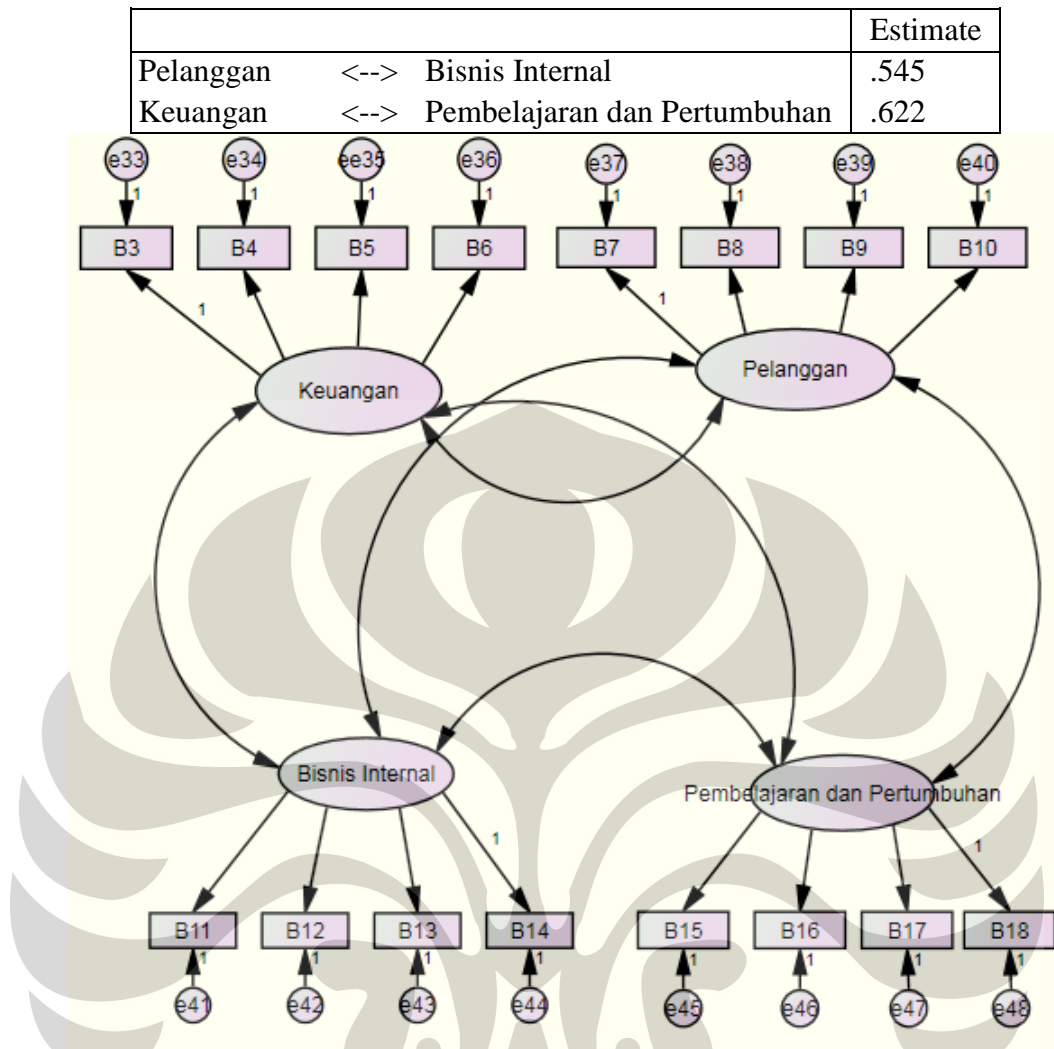 Estimate
Pelanggan <--> Bisnis Internal .545
Keuangan <--> Pembelajaran dan Pertumbuhan .622
e33 e34 ee35 e36 e37 e38 e39 e40
1 1 1 1 1 1 1 1
B3 B4 B5 B6 B7 B8 B9 B10
1 1
Keuangan Pelanggan
Bisnis Internal Pembelajaran dan Pertumbuhan
1 1
B11 B12 B13 B14 B15 B16 B17 B18
1 1 1 1 1 1 1 1
e41 e42 e43 e44 e45 e46 e47 e48